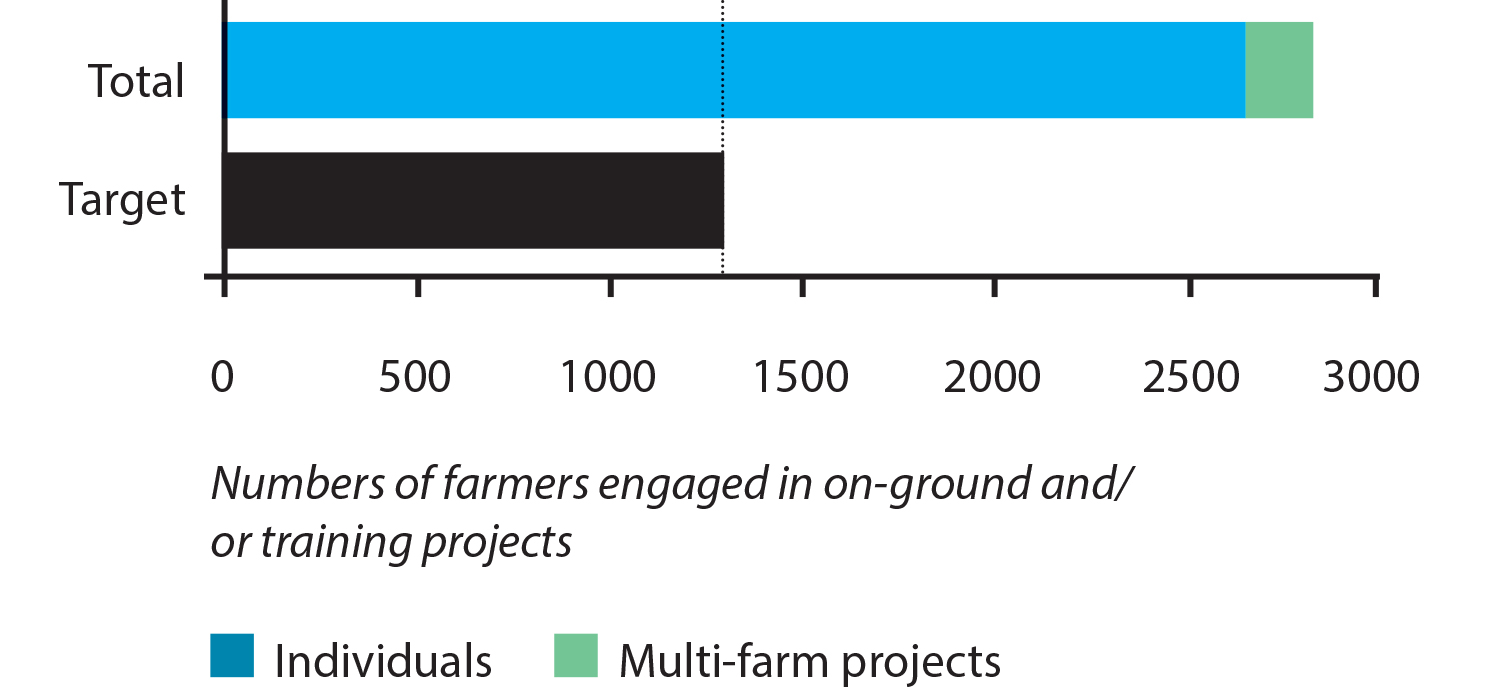 Total
Target
0 500 1000 1500 2000 2500 3000
Numbers of farmers engaged in on-ground and/
or training projects
Individuals Multi-farm projects